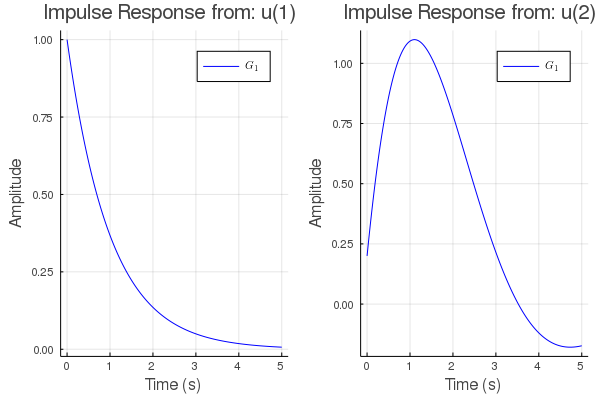 Impulse Response from: u(1)
G₁
Amplitude
1.00
0.75
0.50
0.25
0.00
0 1 2 3 4 5
Time (s)
Impulse Response from: u(2)
G₁
Amplitude
1.00
0.75
0.50
0.25
0.00
0 1 2 3 4 5
Time (s)